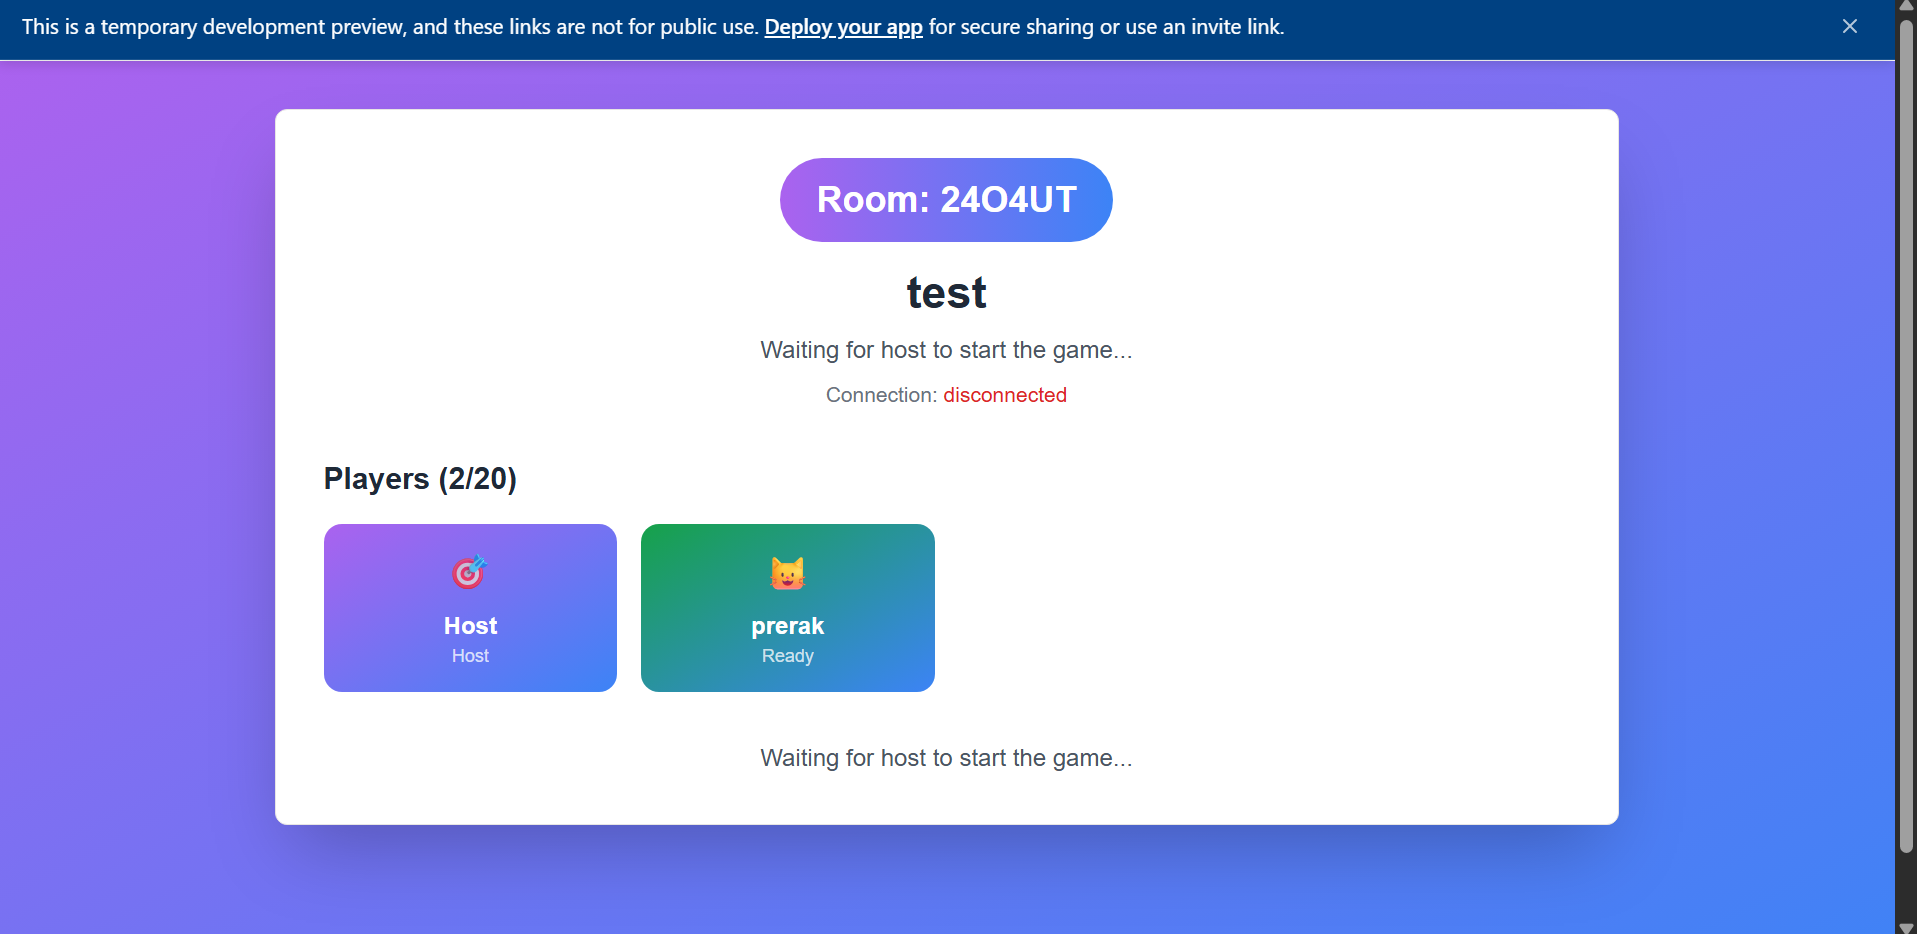 This is a temporary development preview, and these links are not for public use. Deploy your app for secure sharing or use an invite link.
Room: 24O4UT
test
Waiting for host to start the game...
Connection: disconnected
Players (2/20)
Host
Host
prerak
Ready
Waiting for host to start the game...